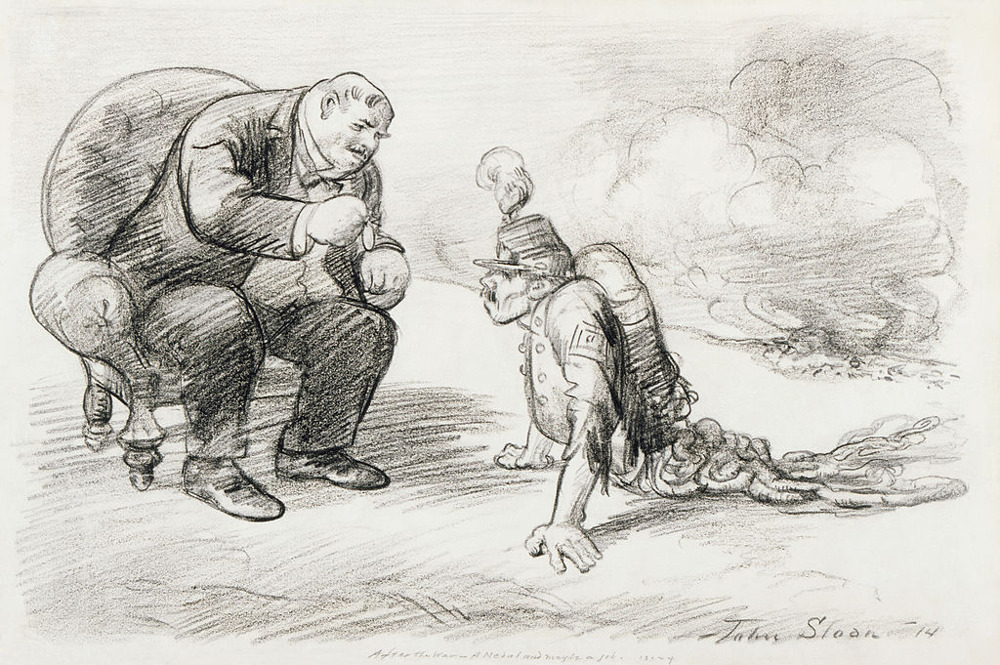 John Sloan '14
After the War — A Medal and maybe a job.